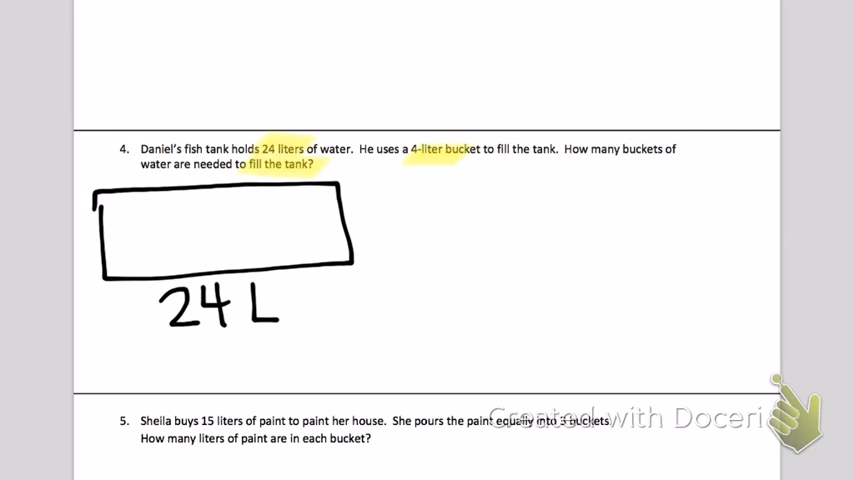 4. Daniel's fish tank holds 24 liters of water. He uses a 4-liter bucket to fill the tank. How many buckets of
water are needed to fill the tank?
24 L
5. Sheila buys 15 liters of paint to paint her house. She pours the paint equally into 3 buckets.
How many liters of paint are in each bucket?
Created with Doceri